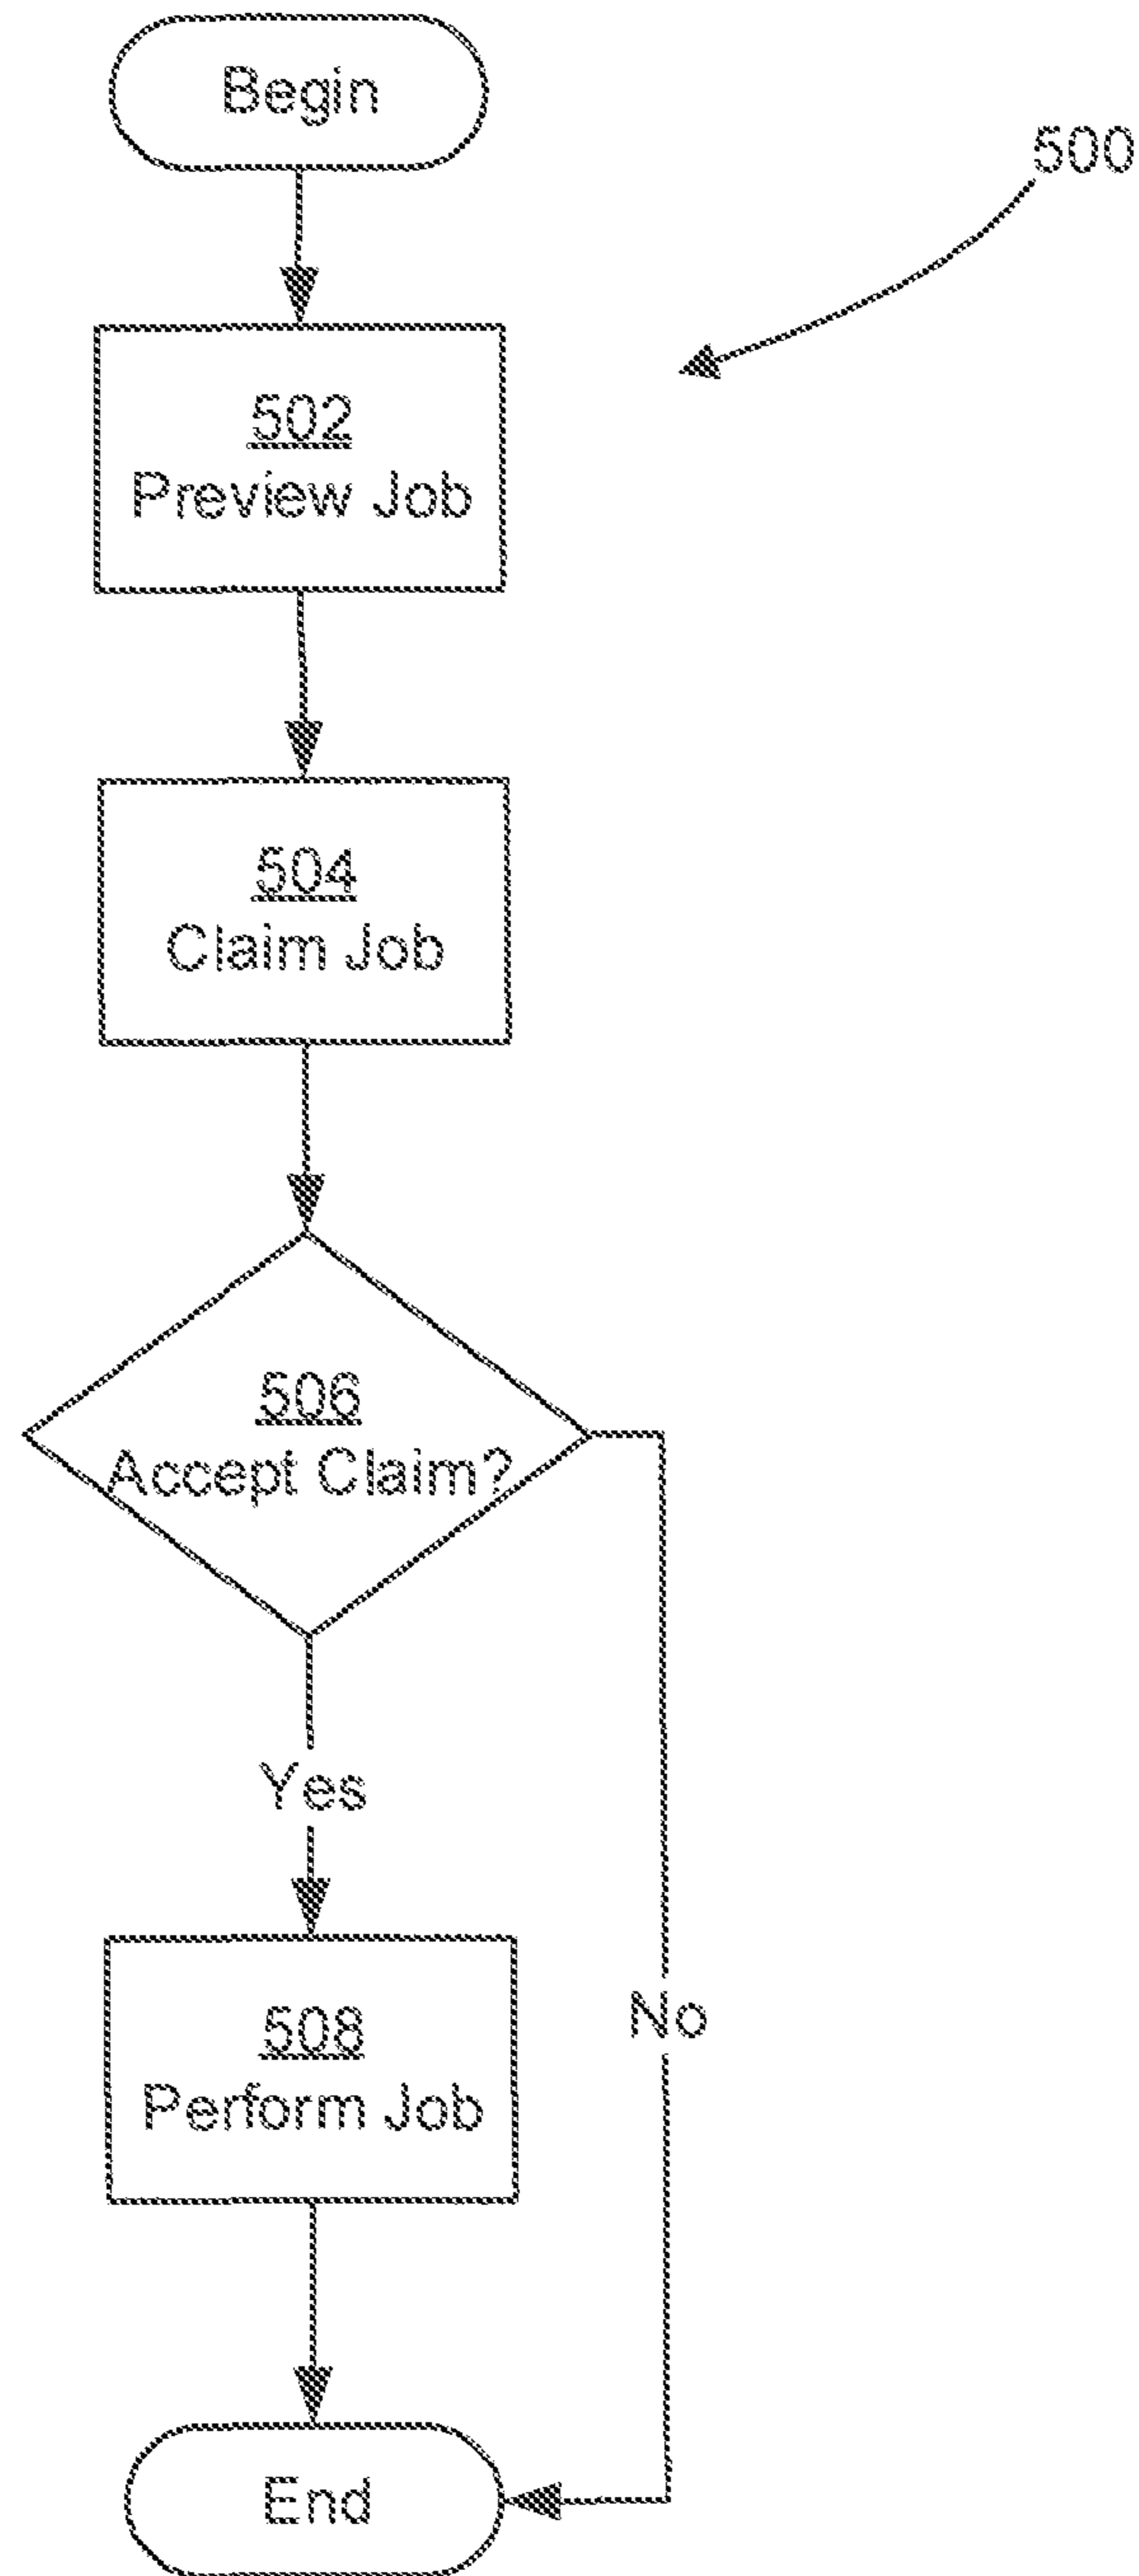 Begin
500
502
Preview Job
504
Claim Job
506
Accept Claim?
Yes
508
Perform Job
No
End